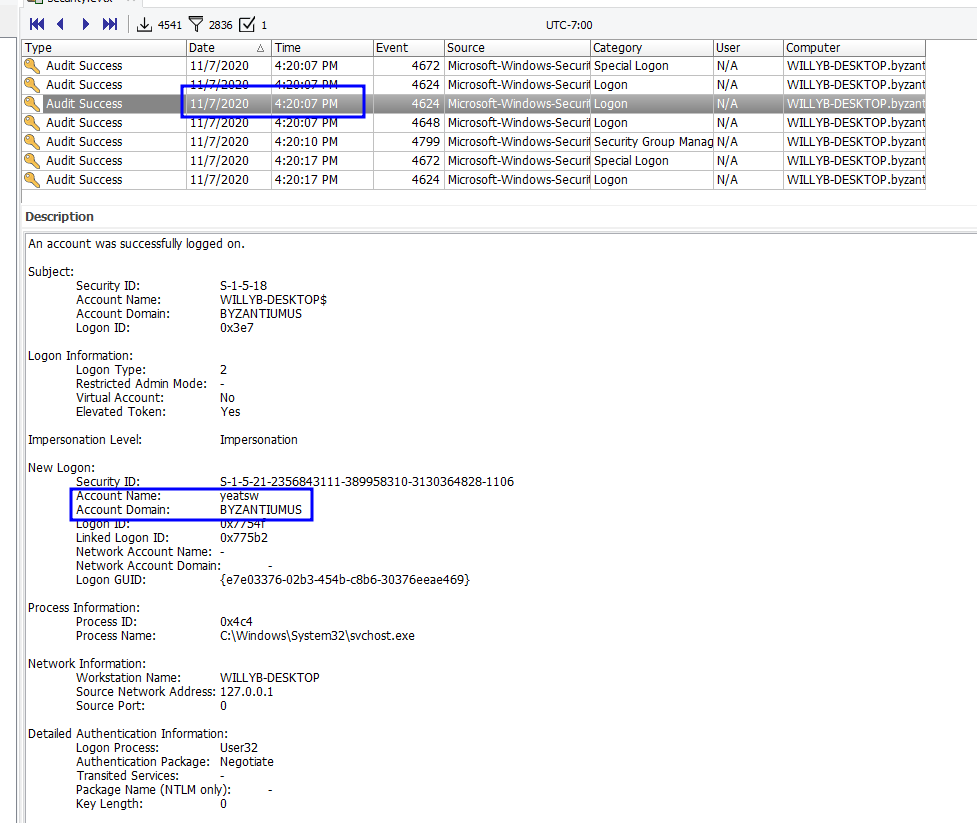 4541 2836 1 UTC-7:00
Type Date Time Event Source Category User Computer
Audit Success 11/7/2020 4:20:07 PM 4672 Microsoft-Windows-Securit Special Logon N/A WILLYB-DESKTOP.byzant
Audit Success 11/7/2020 4:20:07 PM 4624 Microsoft-Windows-Securit Logon N/A WILLYB-DESKTOP.byzant
Audit Success 11/7/2020 4:20:07 PM 4624 Microsoft-Windows-Securit Logon N/A WILLYB-DESKTOP.byzant
Audit Success 11/7/2020 4:20:07 PM 4648 Microsoft-Windows-Securit Logon N/A WILLYB-DESKTOP.byzant
Audit Success 11/7/2020 4:20:10 PM 4799 Microsoft-Windows-Securit Security Group Manag N/A WILLYB-DESKTOP.byzant
Audit Success 11/7/2020 4:20:17 PM 4672 Microsoft-Windows-Securit Special Logon N/A WILLYB-DESKTOP.byzant
Audit Success 11/7/2020 4:20:17 PM 4624 Microsoft-Windows-Securit Logon N/A WILLYB-DESKTOP.byzant
Description
An account was successfully logged on.
Subject:
Security ID: S-1-5-18
Account Name: WILLYB-DESKTOP$
Account Domain: BYZANTIUMUS
Logon ID: 0x3e7
Logon Information:
Logon Type: 2
Restricted Admin Mode: -
Virtual Account: No
Elevated Token: Yes
Impersonation Level: Impersonation
New Logon:
Security ID: S-1-5-21-2356843111-389958310-3130364828-1106
Account Name: yeatsw
Account Domain: BYZANTIUMUS
Logon ID: 0x7754f
Linked Logon ID: 0x775b2
Network Account Name: -
Network Account Domain: -
Logon GUID: {e7e03376-02b3-454b-c8b6-30376eeae469}
Process Information:
Process ID: 0x4c4
Process Name: C:\Windows\System32\svchost.exe
Network Information:
Workstation Name: WILLYB-DESKTOP
Source Network Address: 127.0.0.1
Source Port: 0
Detailed Authentication Information:
Logon Process: User32
Authentication Package: Negotiate
Transited Services: -
Package Name (NTLM only): -
Key Length: 0